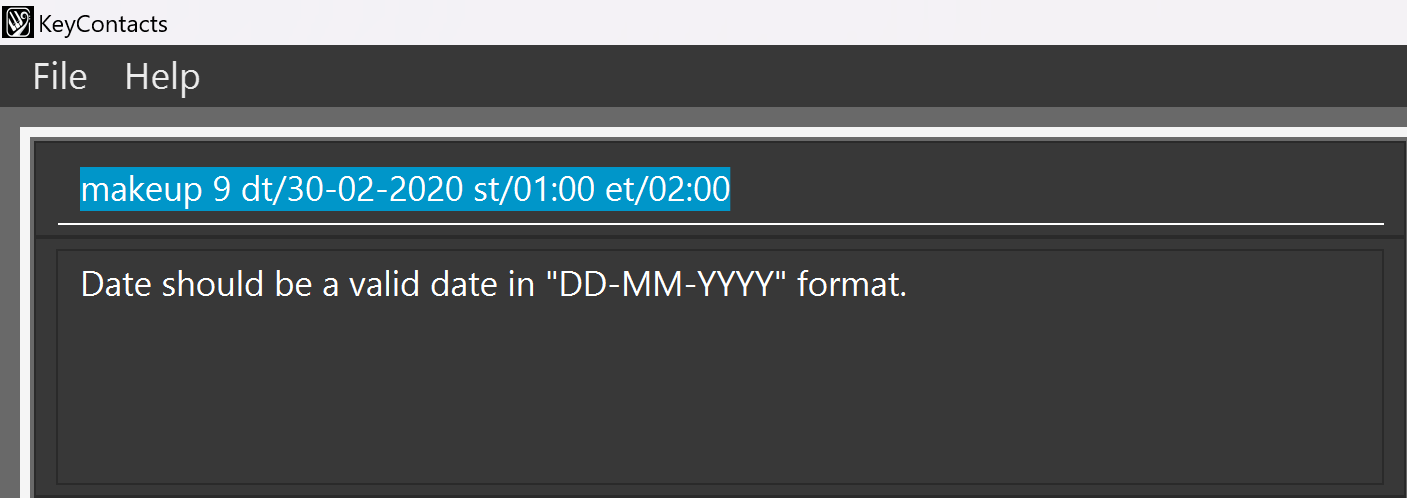 KeyContacts
File Help
makeup 9 dt/30-02-2020 st/01:00 et/02:00
Date should be a valid date in "DD-MM-YYYY" format.